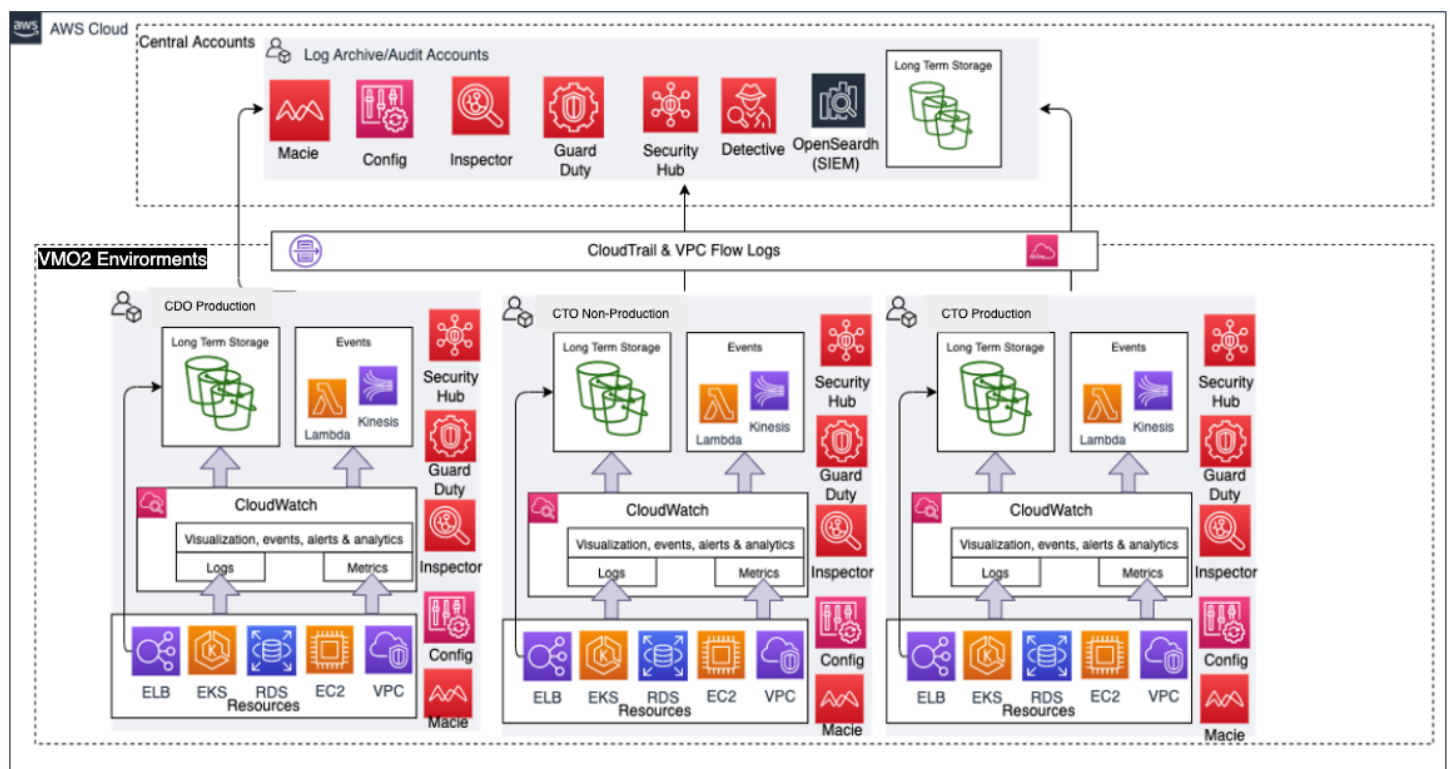 aws
AWS Cloud
Central Accounts
Log Archive/Audit Accounts
Macie
Config
Inspector
Guard
Duty
Security
Hub
Detective
OpenSeardh
(SIEM)
Long Term Storage
CloudTrail & VPC Flow Logs
VMO2 Envirorments
CDO Production
Long Term Storage
Events
Lambda
Kinesis
Security
Hub
Guard
Duty
Inspector
Config
Macie
CloudWatch
Visualization, events, alerts & analytics
Logs
Metrics
ELB
EKS
RDS
EC2
VPC
Resources
CTO Non-Production
Long Term Storage
Events
Lambda
Kinesis
Security
Hub
Guard
Duty
Inspector
Config
Macie
CloudWatch
Visualization, events, alerts & analytics
Logs
Metrics
ELB
EKS
RDS
EC2
VPC
Resources
CTO Production
Long Term Storage
Events
Lambda
Kinesis
Security
Hub
Guard
Duty
Inspector
Config
Macie
CloudWatch
Visualization, events, alerts & analytics
Logs
Metrics
ELB
EKS
RDS
EC2
VPC
Resources